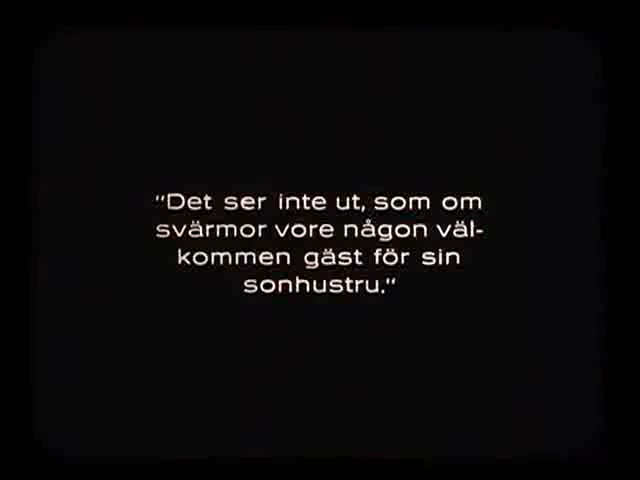 "Det ser inte ut, som om
svärmor vore någon väl-
kommen gäst för sin
sonhustru."